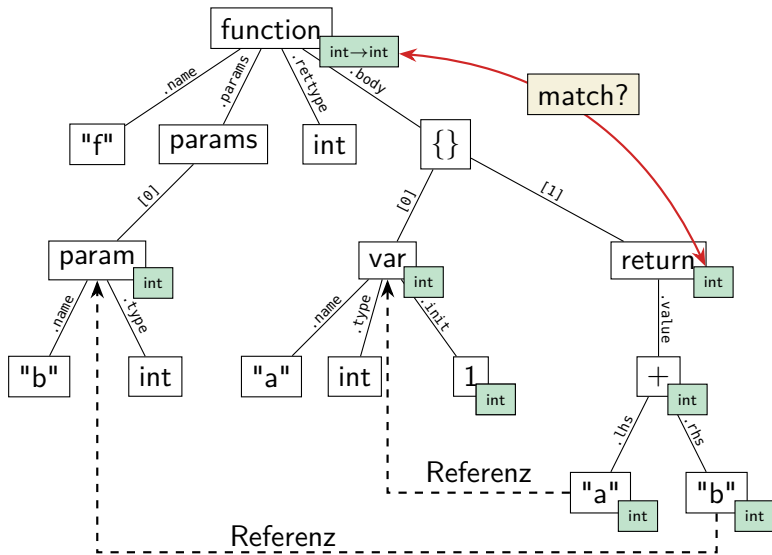 function
int→int
.name
.params
.rettype
.body
match?
"f"
params
int
{}
[0]
[0]
[1]
param
int
var
int
return
int
.name
.type
.name
.type
.init
.value
"b"
int
"a"
int
1
int
+
int
.lhs
.rhs
Referenz
"a"
int
"b"
int
Referenz